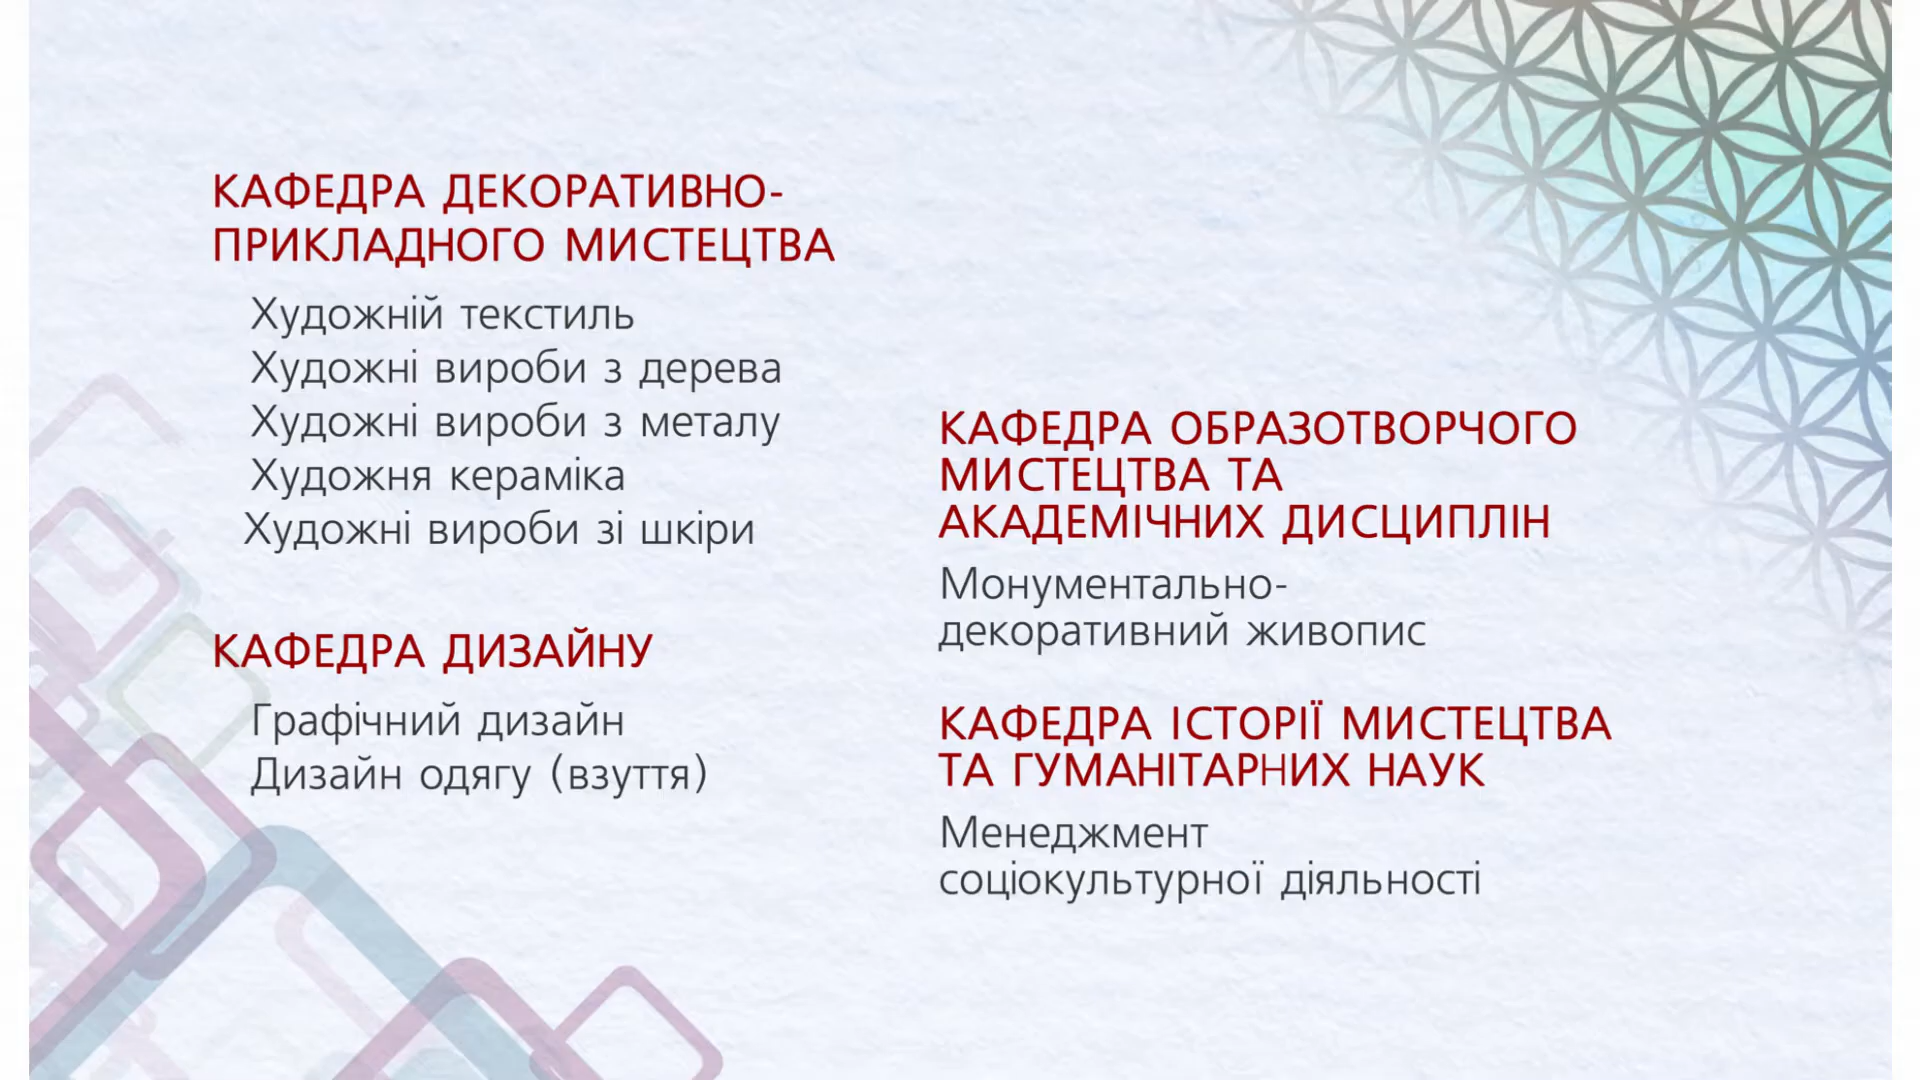 КАФЕДРА ДЕКОРАТИВНО-
ПРИКЛАДНОГО МИСТЕЦТВА
Художній текстиль
Художні вироби з дерева
Художні вироби з металу
Художня кераміка
Художні вироби зі шкіри
КАФЕДРА ДИЗАЙНУ
Графічний дизайн
Дизайн одягу (взуття)
КАФЕДРА ОБРАЗОТВОРЧОГО
МИСТЕЦТВА ТА
АКАДЕМІЧНИХ ДИСЦИПЛІН
Монументально-
декоративний живопис
КАФЕДРА ІСТОРІЇ МИСТЕЦТВА
ТА ГУМАНІТАРНИХ НАУК
Менеджмент
соціокультурної діяльності